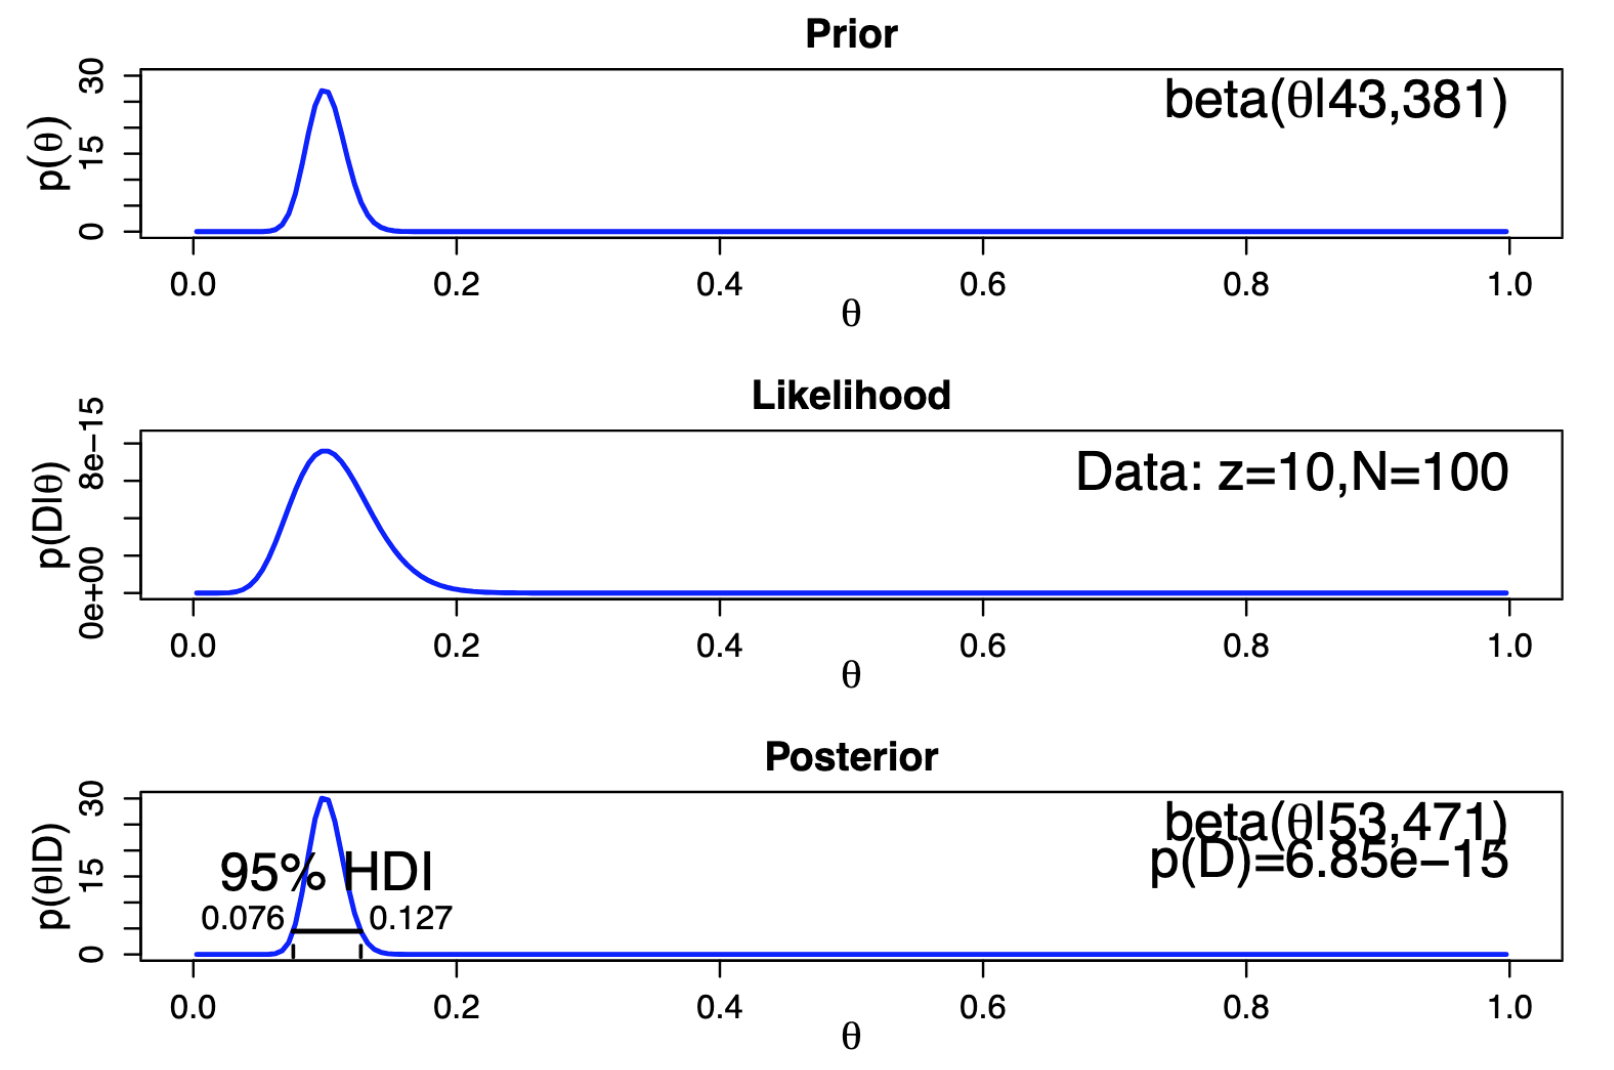 Prior
beta(θ|43,381)
p(θ)
30
15
0
0.0 0.2 0.4 0.6 0.8 1.0
θ
Likelihood
Data: z=10,N=100
p(D|θ)
8e−15
0e+00
0.0 0.2 0.4 0.6 0.8 1.0
θ
Posterior
beta(θ|53,471)
p(D)=6.85e−15
p(θ|D)
30
15
0
95% HDI
0.076 0.127
0.0 0.2 0.4 0.6 0.8 1.0
θ